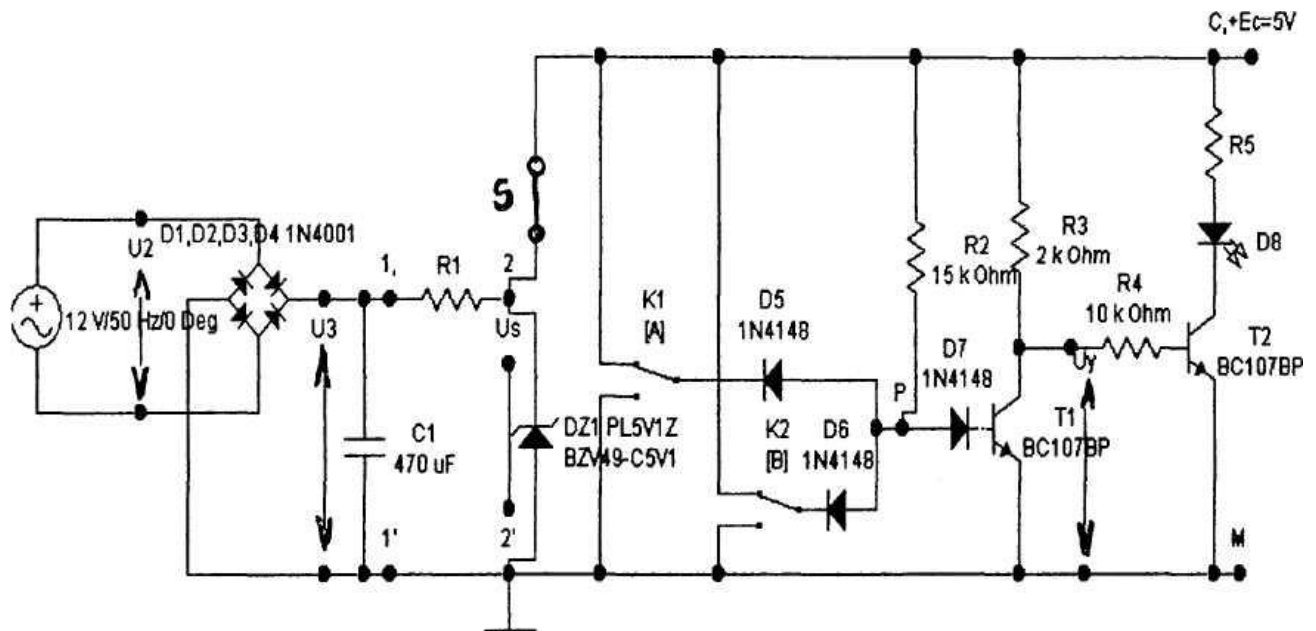 C,+Ec=5V
R5
S
D1,D2,D3,D4 1N4001
U2
R3
2 k Ohm
D8
R2
15 k Ohm
1,
R1
2
R4
10 k Ohm
12 V/50 Hz/0 Deg
U3
Us
K1
[A]
D5
1N4148
D7
1N4148
Uy
T2
BC107BP
P
T1
BC107BP
C1
470 uF
DZ1 PL5V1Z
BZV49-C5V1
K2
[B]
D6
1N4148
1'
2'
M